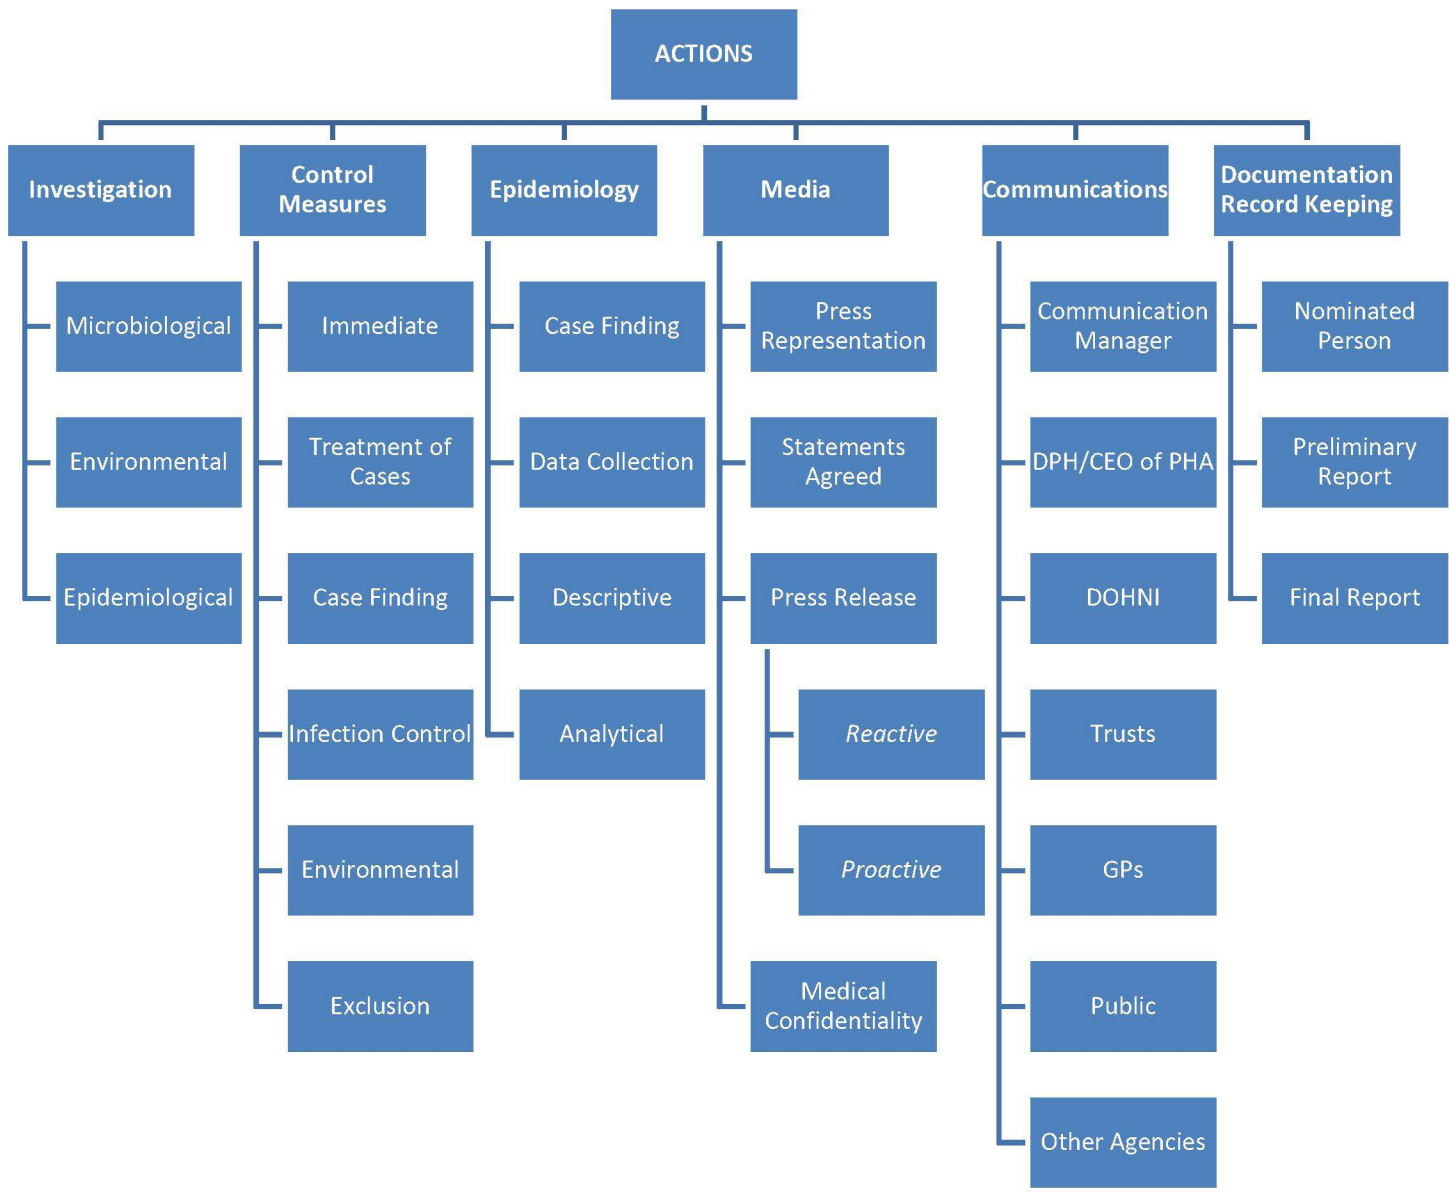 ACTIONS
Investigation
Microbiological
Environmental
Epidemiological
Control
Measures
Immediate
Treatment of
Cases
Case Finding
Infection Control
Environmental
Exclusion
Epidemiology
Case Finding
Data Collection
Descriptive
Analytical
Media
Press
Representation
Statements
Agreed
Press Release
Reactive
Proactive
Medical
Confidentiality
Communications
Communication
Manager
DPH/CEO of PHA
DOHNI
Trusts
GPs
Public
Other Agencies
Documentation
Record Keeping
Nominated
Person
Preliminary
Report
Final Report